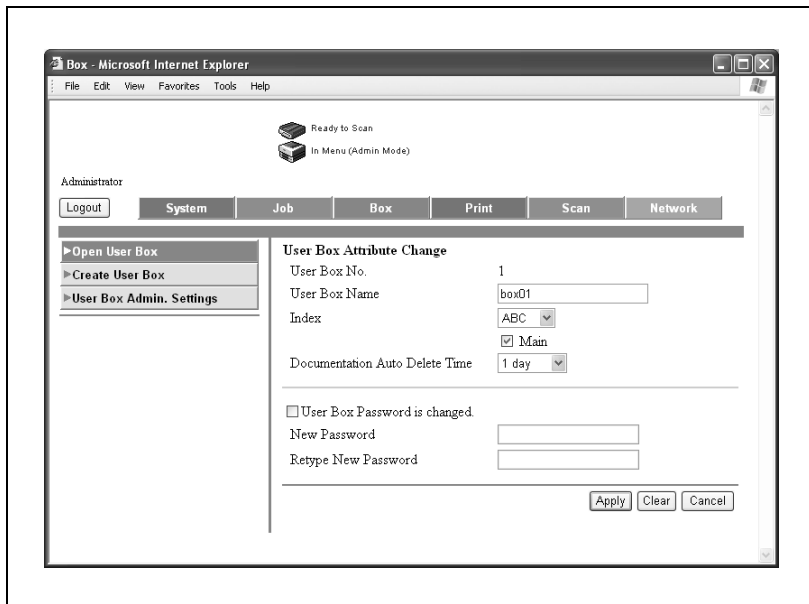 Box - Microsoft Internet Explorer
File Edit View Favorites Tools Help
Ready to Scan
In Menu (Admin Mode)
Administrator
Logout System Job Box Print Scan Network
Open User Box
Create User Box
User Box Admin. Settings
User Box Attribute Change
User Box No. 1
User Box Name box01
Index ABC
Main
Documentation Auto Delete Time 1 day
User Box Password is changed.
New Password
Retype New Password
Apply Clear Cancel